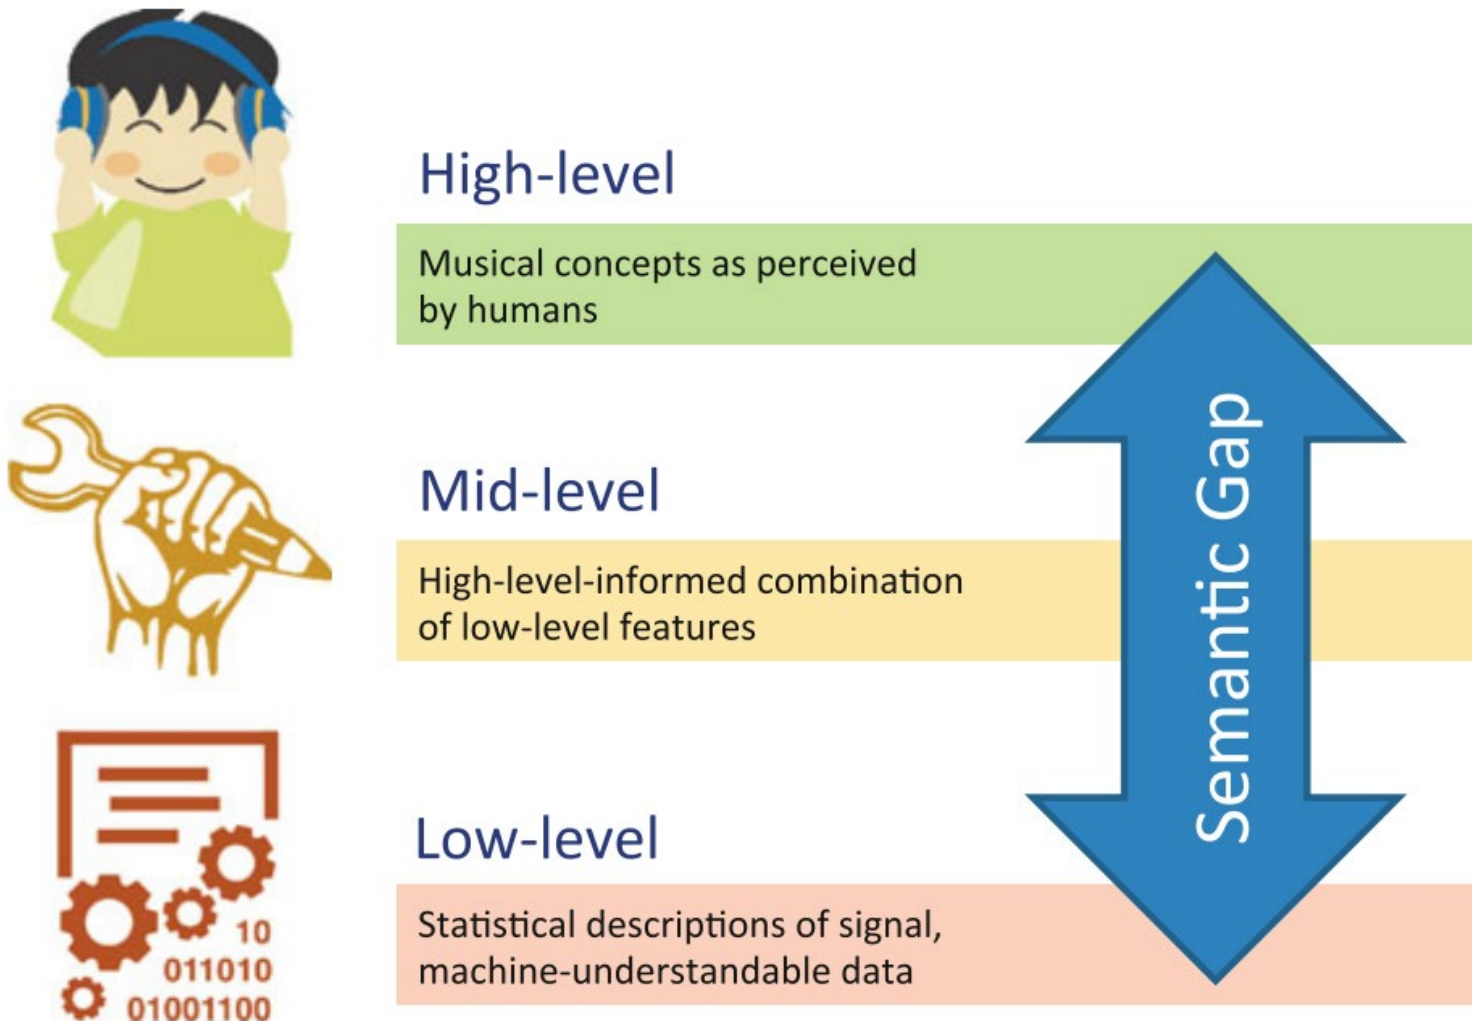 High-level
Musical concepts as perceived
by humans
Mid-level
High-level-informed combination
of low-level features
Semantic Gap
Low-level
Statistical descriptions of signal,
machine-understandable data
10
011010
01001100